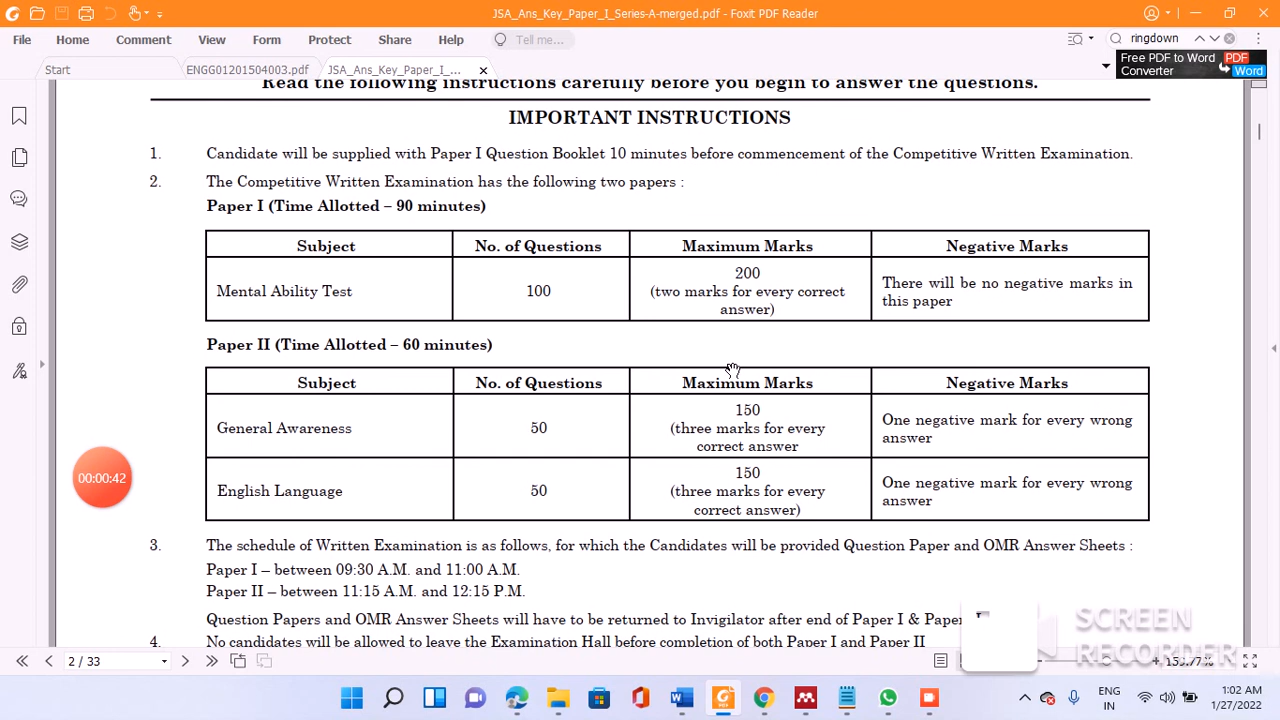 JSA_Ans_Key_Paper_I_Series-A-merged.pdf - Foxit PDF Reader
File Home Comment View Form Protect Share Help Tell me... ringdown
Start ENGG01201504003.pdf JSA_Ans_Key_Paper_I_...
Free PDF to Word Converter PDF Word
Read the following instructions carefully before you begin to answer the questions.
IMPORTANT INSTRUCTIONS
1. Candidate will be supplied with Paper I Question Booklet 10 minutes before commencement of the Competitive Written Examination.
2. The Competitive Written Examination has the following two papers :
Paper I (Time Allotted – 90 minutes)
Subject No. of Questions Maximum Marks Negative Marks
Mental Ability Test 100 200 (two marks for every correct answer) There will be no negative marks in this paper
Paper II (Time Allotted – 60 minutes)
Subject No. of Questions Maximum Marks Negative Marks
General Awareness 50 150 (three marks for every correct answer One negative mark for every wrong answer
English Language 50 150 (three marks for every correct answer) One negative mark for every wrong answer
00:00:42
3. The schedule of Written Examination is as follows, for which the Candidates will be provided Question Paper and OMR Answer Sheets :
Paper I – between 09:30 A.M. and 11:00 A.M.
Paper II – between 11:15 A.M. and 12:15 P.M.
Question Papers and OMR Answer Sheets will have to be returned to Invigilator after end of Paper I & Paper
4. No candidates will be allowed to leave the Examination Hall before completion of both Paper I and Paper II
SCREEN
RECORDER
2 / 33
ENG
IN
1:02 AM
1/27/2022